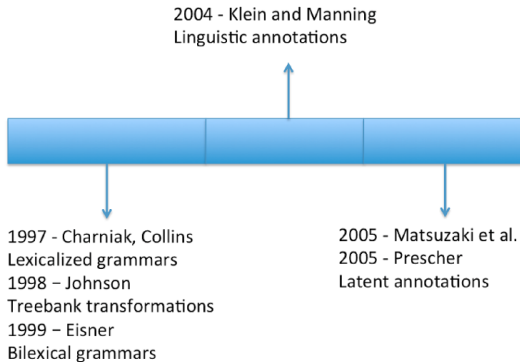 2004 - Klein and Manning
Linguistic annotations
1997 - Charniak, Collins
Lexicalized grammars
1998 – Johnson
Treebank transformations
1999 – Eisner
Bilexical grammars
2005 - Matsuzaki et al.
2005 - Prescher
Latent annotations